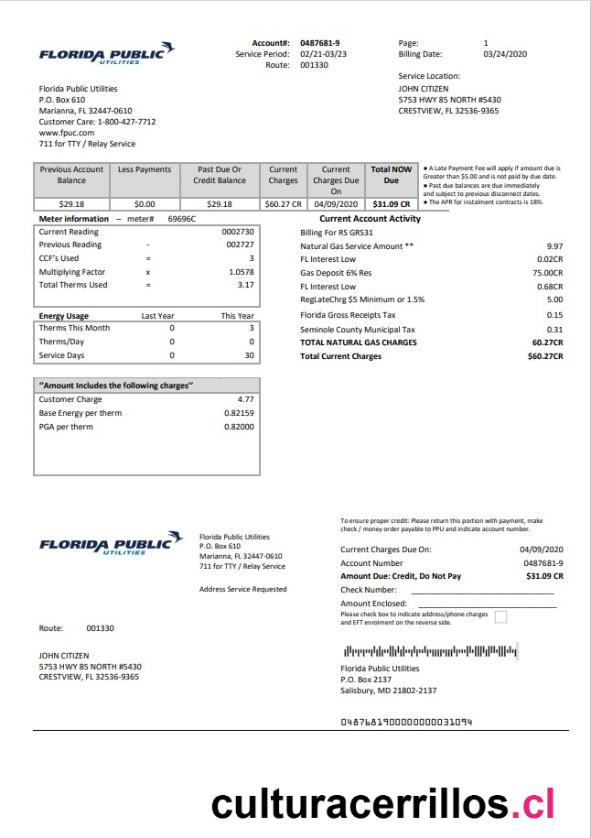 FLORIDA PUBLIC
UTILITIES
Account#: 0487681-9
Service Period: 02/21-03/23
Route: 001330
Page: 1
Billing Date: 03/24/2020
Service Location:
JOHN CITIZEN
5753 HWY 85 NORTH #5430
CRESTVIEW, FL 32536-9365
Florida Public Utilities
P.O. Box 610
Marianna, FL 32447-0610
Customer Care: 1-800-427-7712
www.fpuc.com
711 for TTY / Relay Service
Previous Account Balance Less Payments Past Due Or Credit Balance Current Charges Current Charges Due On Total NOW Due
$29.18 $0.00 $29.18 $60.27 CR 04/09/2020 $31.09 CR
● A Late Payment Fee will apply if amount due is
Greater than $5.00 and is not paid by due date.
● Past due balances are due immediately
and subject to previous disconnect dates.
● The APR for instalment contracts is 18%.
Meter information – meter# 69696C
Current Reading 0002730
Previous Reading - 002727
CCF's Used = 3
Multiplying Factor x 1.0578
Total Therms Used = 3.17
Energy Usage Last Year This Year
Therms This Month 0 3
Therms/Day 0 0
Service Days 0 30
"Amount Includes the following charges"
Customer Charge 4.77
Base Energy per therm 0.82159
PGA per therm 0.82000
Current Account Activity
Billing For RS GRS31
Natural Gas Service Amount ** 9.97
FL Interest Low 0.02CR
Gas Deposit 6% Res 75.00CR
FL Interest Low 0.68CR
RegLateChrg $5 Minimum or 1.5% 5.00
Florida Gross Receipts Tax 0.15
Seminole County Municipal Tax 0.31
TOTAL NATURAL GAS CHARGES 60.27CR
Total Current Charges $60.27CR
FLORIDA PUBLIC
UTILITIES
Florida Public Utilities
P.O. Box 610
Marianna, FL 32447-0610
711 for TTY / Relay Service
Address Service Requested
To ensure proper credit: Please return this portion with payment, make
check / money order payable to PPU and indicate account number.
Current Charges Due On: 04/09/2020
Account Number 0487681-9
Amount Due: Credit, Do Not Pay $31.09 CR
Check Number:
Amount Enclosed:
Please check box to indicate address/phone charges
and EFT enrolment on the reverse side.
Route: 001330
JOHN CITIZEN
5753 HWY 85 NORTH #5430
CRESTVIEW, FL 32536-9365
Florida Public Utilities
P.O. Box 2137
Salisbury, MD 21802-2137
0487681900000000031094
culturacerrillos.cl